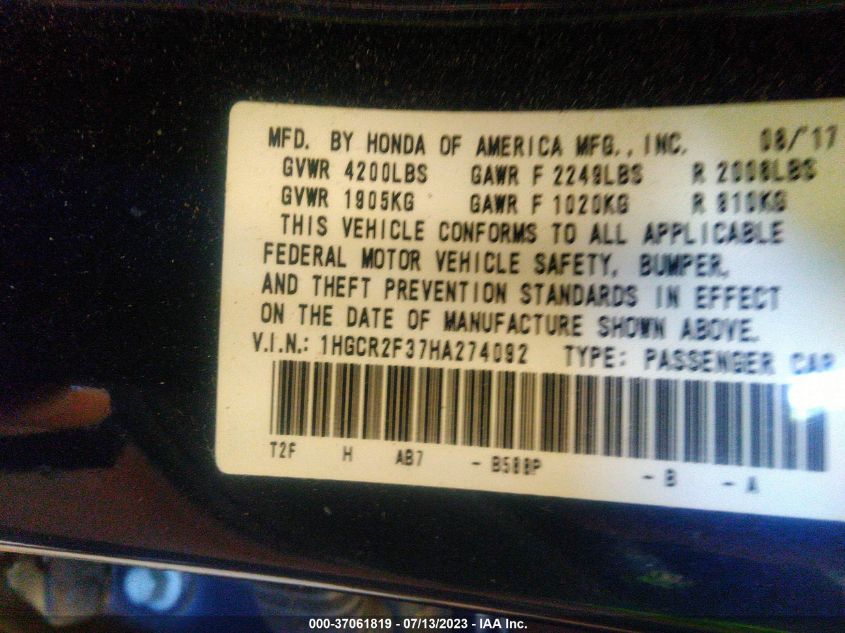 MFD. BY HONDA OF AMERICA MFG., INC. 08/17
GVWR 4200LBS GAWR F 2249LBS R 2008LBS
GVWR 1905KG GAWR F 1020KG R 910KG
THIS VEHICLE CONFORMS TO ALL APPLICABLE
FEDERAL MOTOR VEHICLE SAFETY, BUMPER,
AND THEFT PREVENTION STANDARDS IN EFFECT
ON THE DATE OF MANUFACTURE SHOWN ABOVE.
V.I.N.: 1HGCR2F37HA274092 TYPE: PASSENGER CAR
T2F H AB7 - B588P - B - A
000-37061819 / 07/13/2023 - IAA Inc.